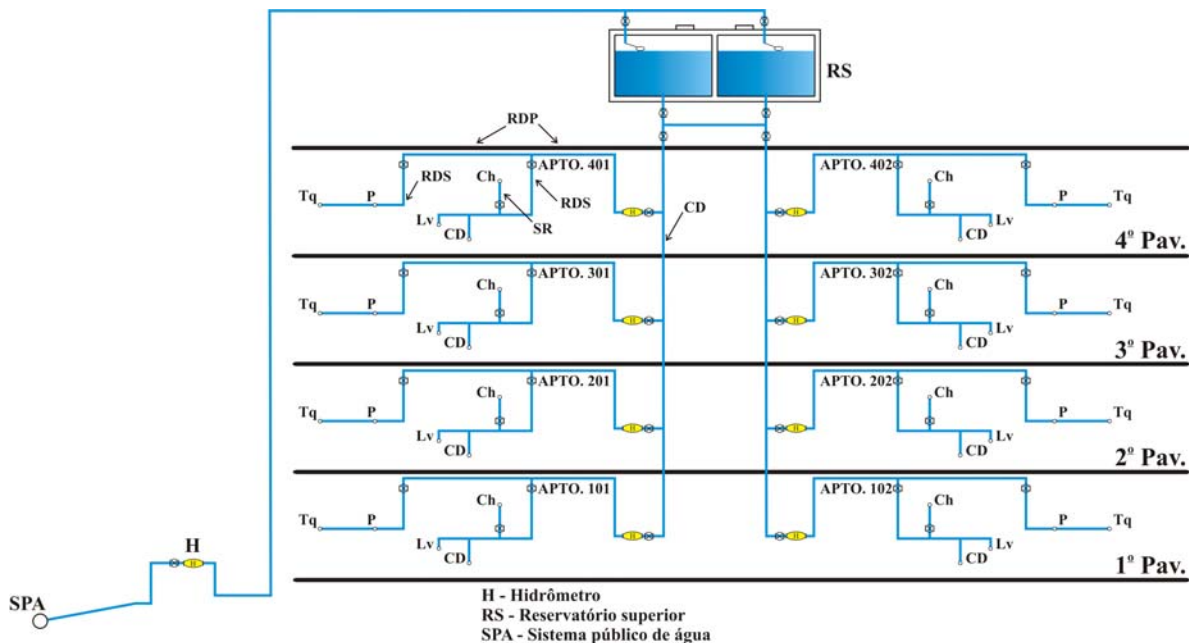 RS
RDP
APTO. 401
APTO. 402
RDS
Ch
RDS
CD
Ch
Tq
P
Lv
SR
CD
P
Tq
Lv
CD
4º Pav.
APTO. 301
APTO. 302
Ch
Ch
Tq
P
H
H
P
Tq
Lv
CD
Lv
CD
3º Pav.
APTO. 201
APTO. 202
Ch
Ch
Tq
P
H
H
P
Tq
Lv
CD
Lv
CD
2º Pav.
APTO. 101
APTO. 102
Ch
Ch
Tq
P
H
H
P
Tq
Lv
CD
Lv
CD
1º Pav.
H
H
H
H
SPA
H - Hidrômetro
RS - Reservatório superior
SPA - Sistema público de água